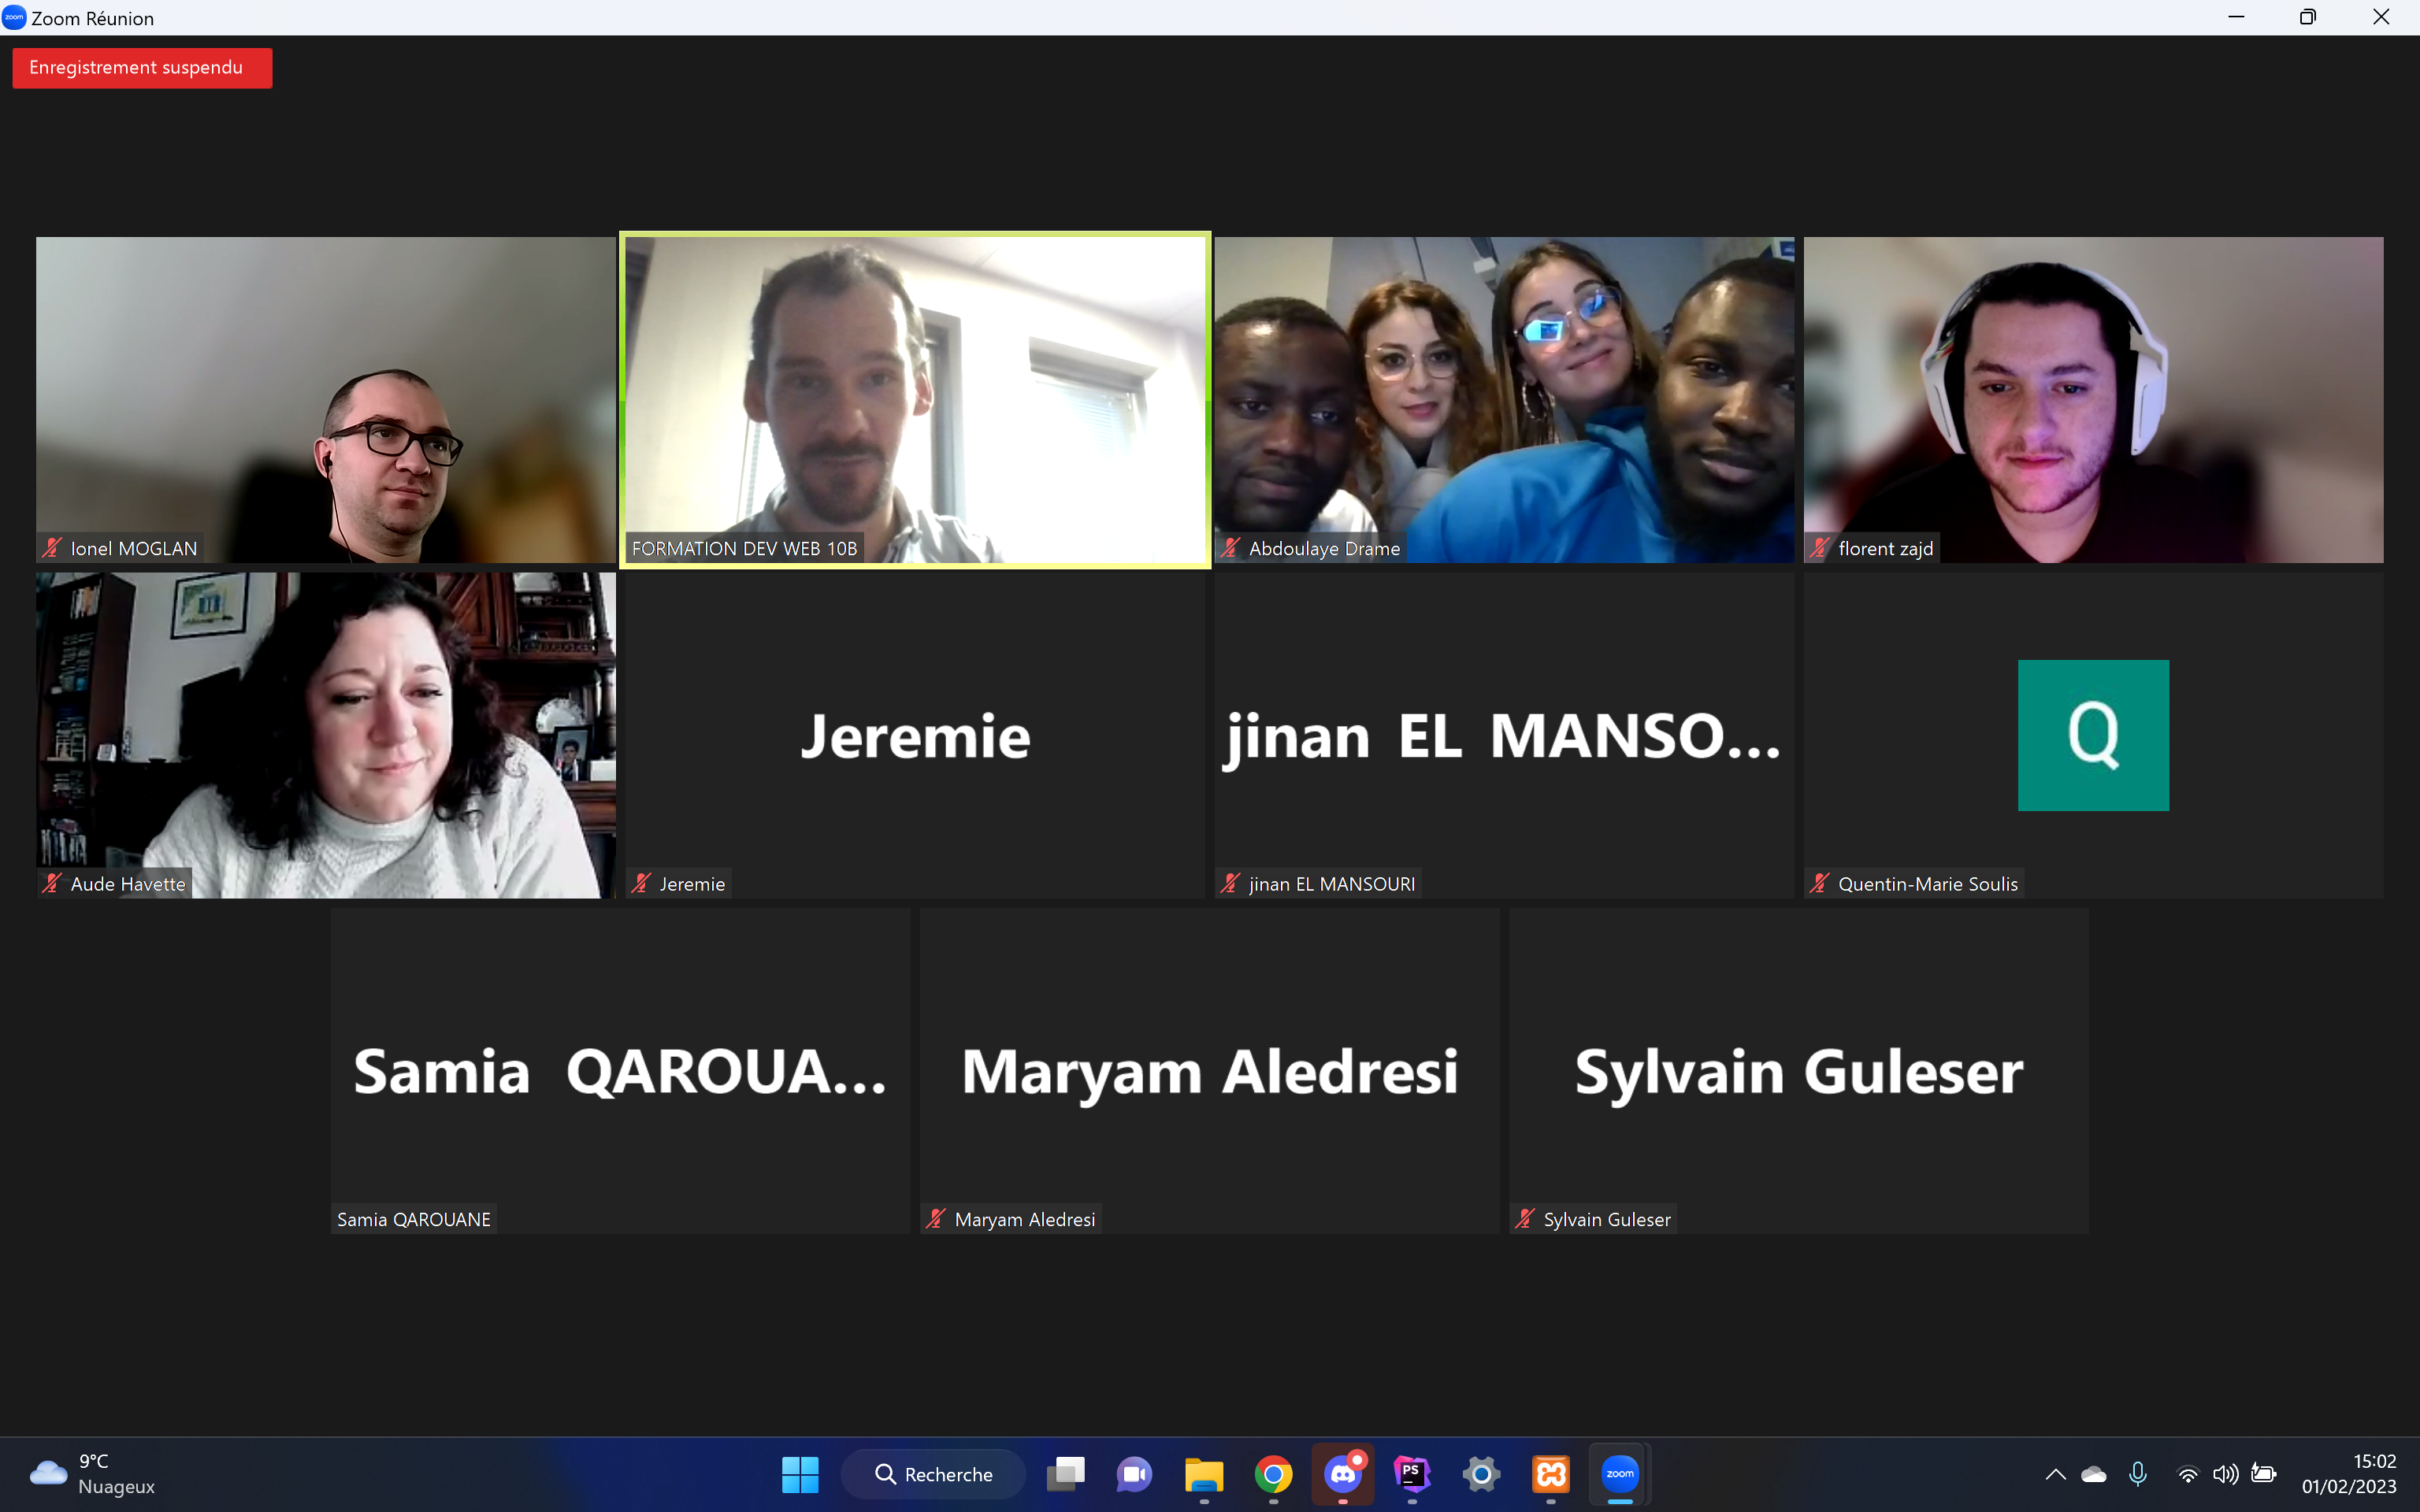 zoom Zoom Réunion
Enregistrement suspendu
Ionel MOGLAN
FORMATION DEV WEB 10B
Abdoulaye Drame
florent zajd
Jeremie
jinan EL MANSO...
Q
Aude Havette
Jeremie
jinan EL MANSOURI
Quentin-Marie Soulis
Samia QAROUA...
Maryam Aledresi
Sylvain Guleser
Samia QAROUANE
Maryam Aledresi
Sylvain Guleser
9°C
Nuageux
Recherche
PS
zoom
15:02
01/02/2023